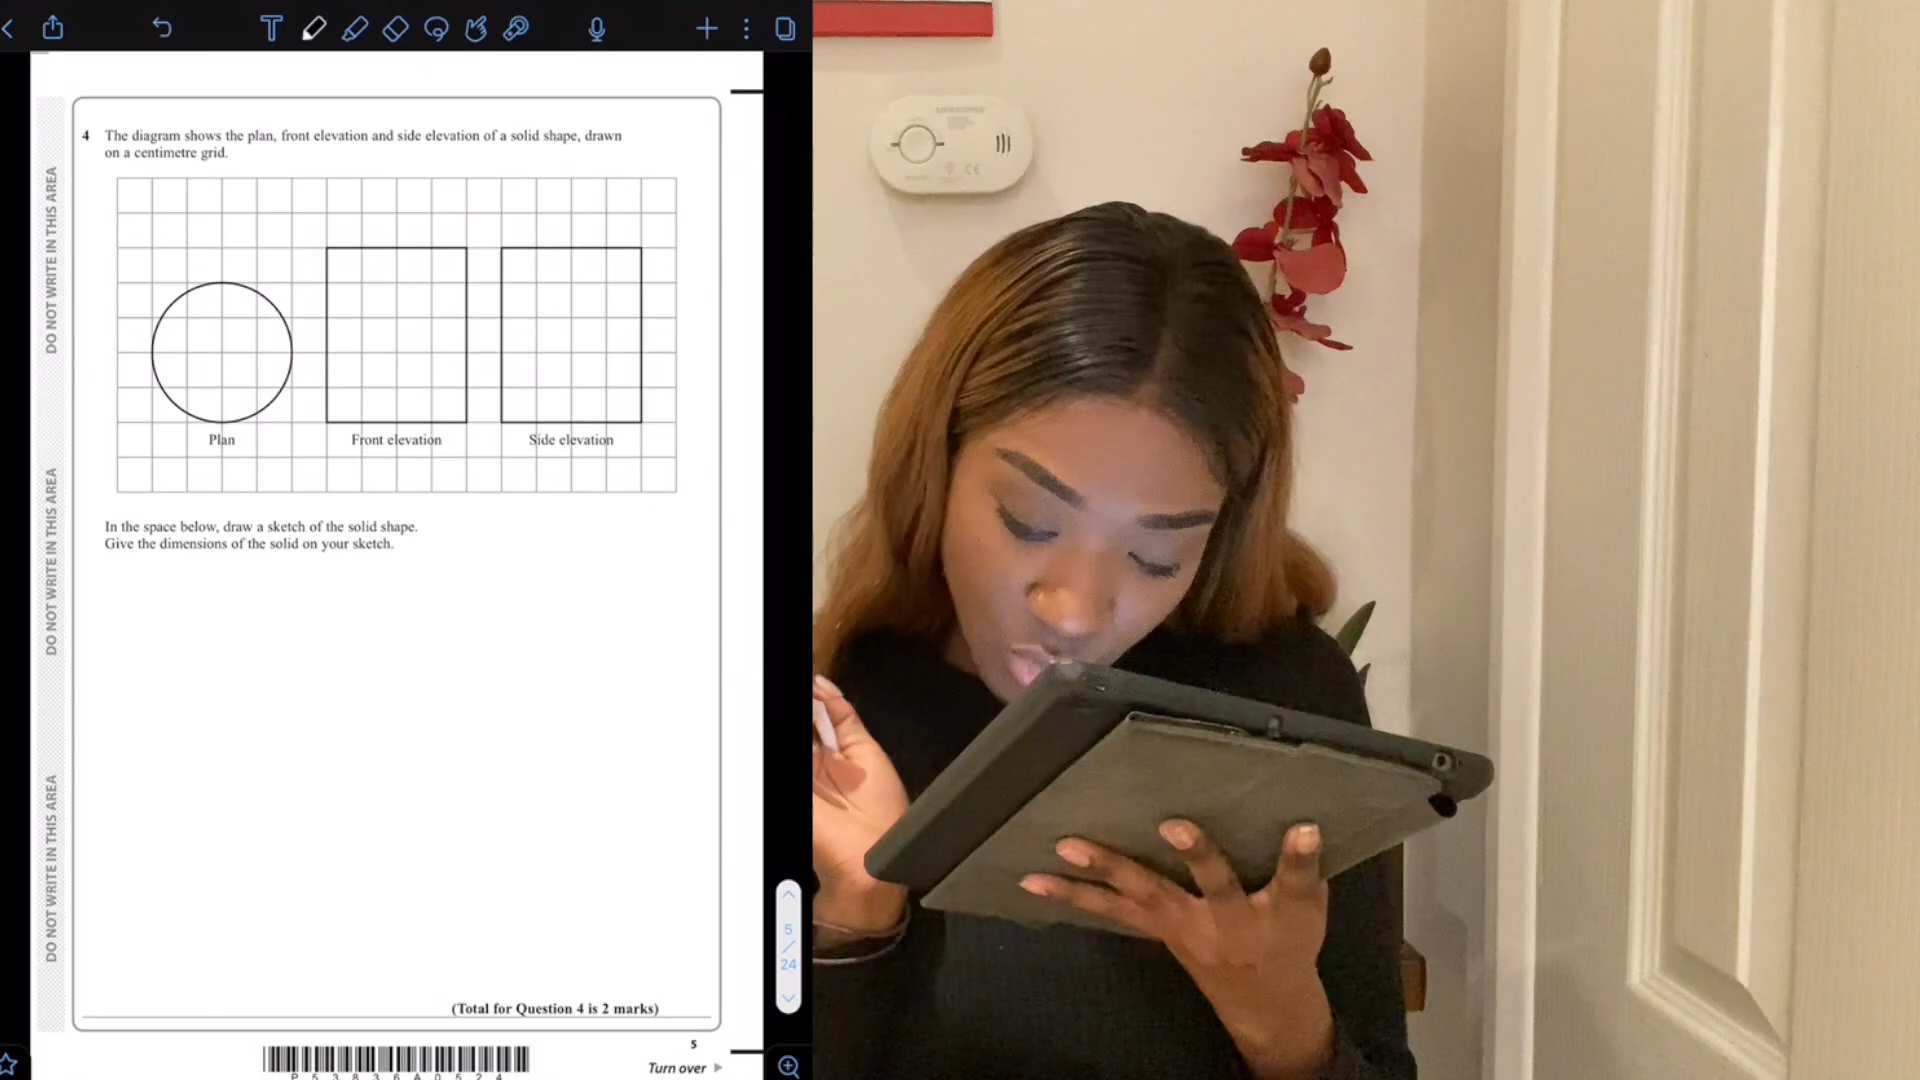 4 The diagram shows the plan, front elevation and side elevation of a solid shape, drawn
on a centimetre grid.
Plan
Front elevation
Side elevation
In the space below, draw a sketch of the solid shape.
Give the dimensions of the solid on your sketch.
(Total for Question 4 is 2 marks)
5
Turn over
DO NOT WRITE IN THIS AREA
DO NOT WRITE IN THIS AREA
DO NOT WRITE IN THIS AREA
5
/
24